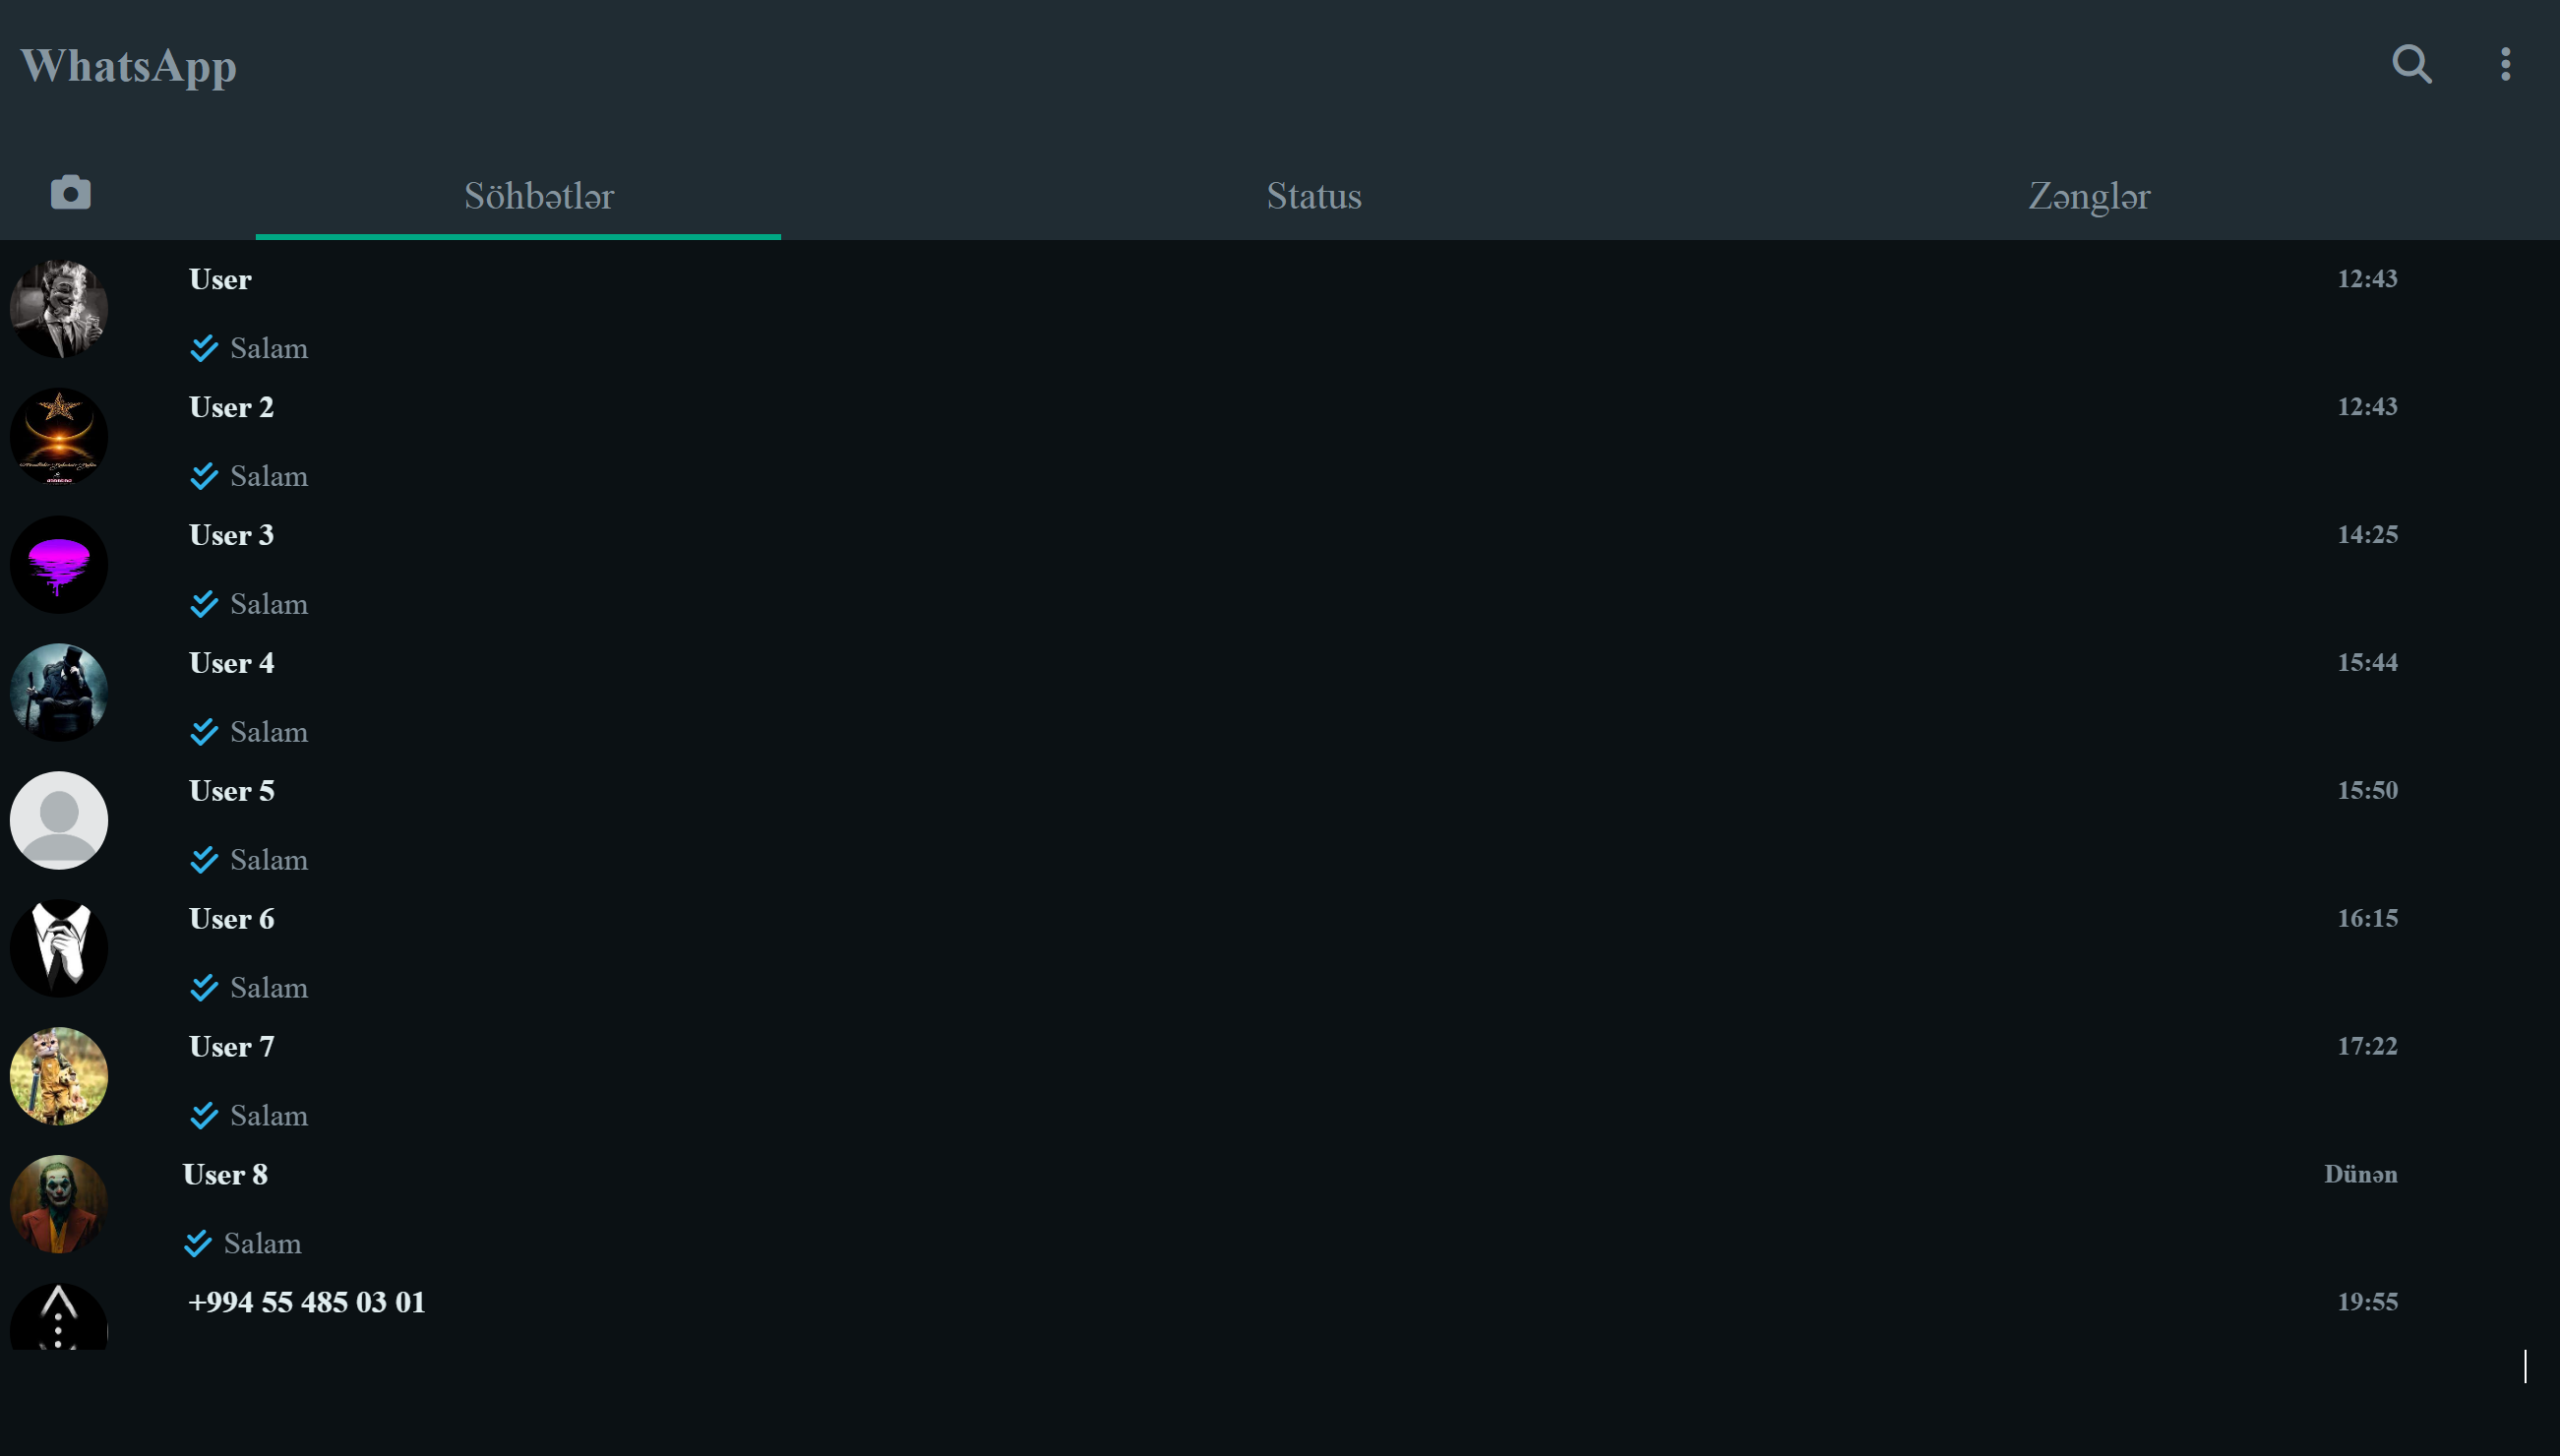 WhatsApp
Söhbətlər Status Zənglər
User 12:43
Salam
User 2 12:43
Salam
User 3 14:25
Salam
User 4 15:44
Salam
User 5 15:50
Salam
User 6 16:15
Salam
User 7 17:22
Salam
User 8 Dünən
Salam
+994 55 485 03 01 19:55